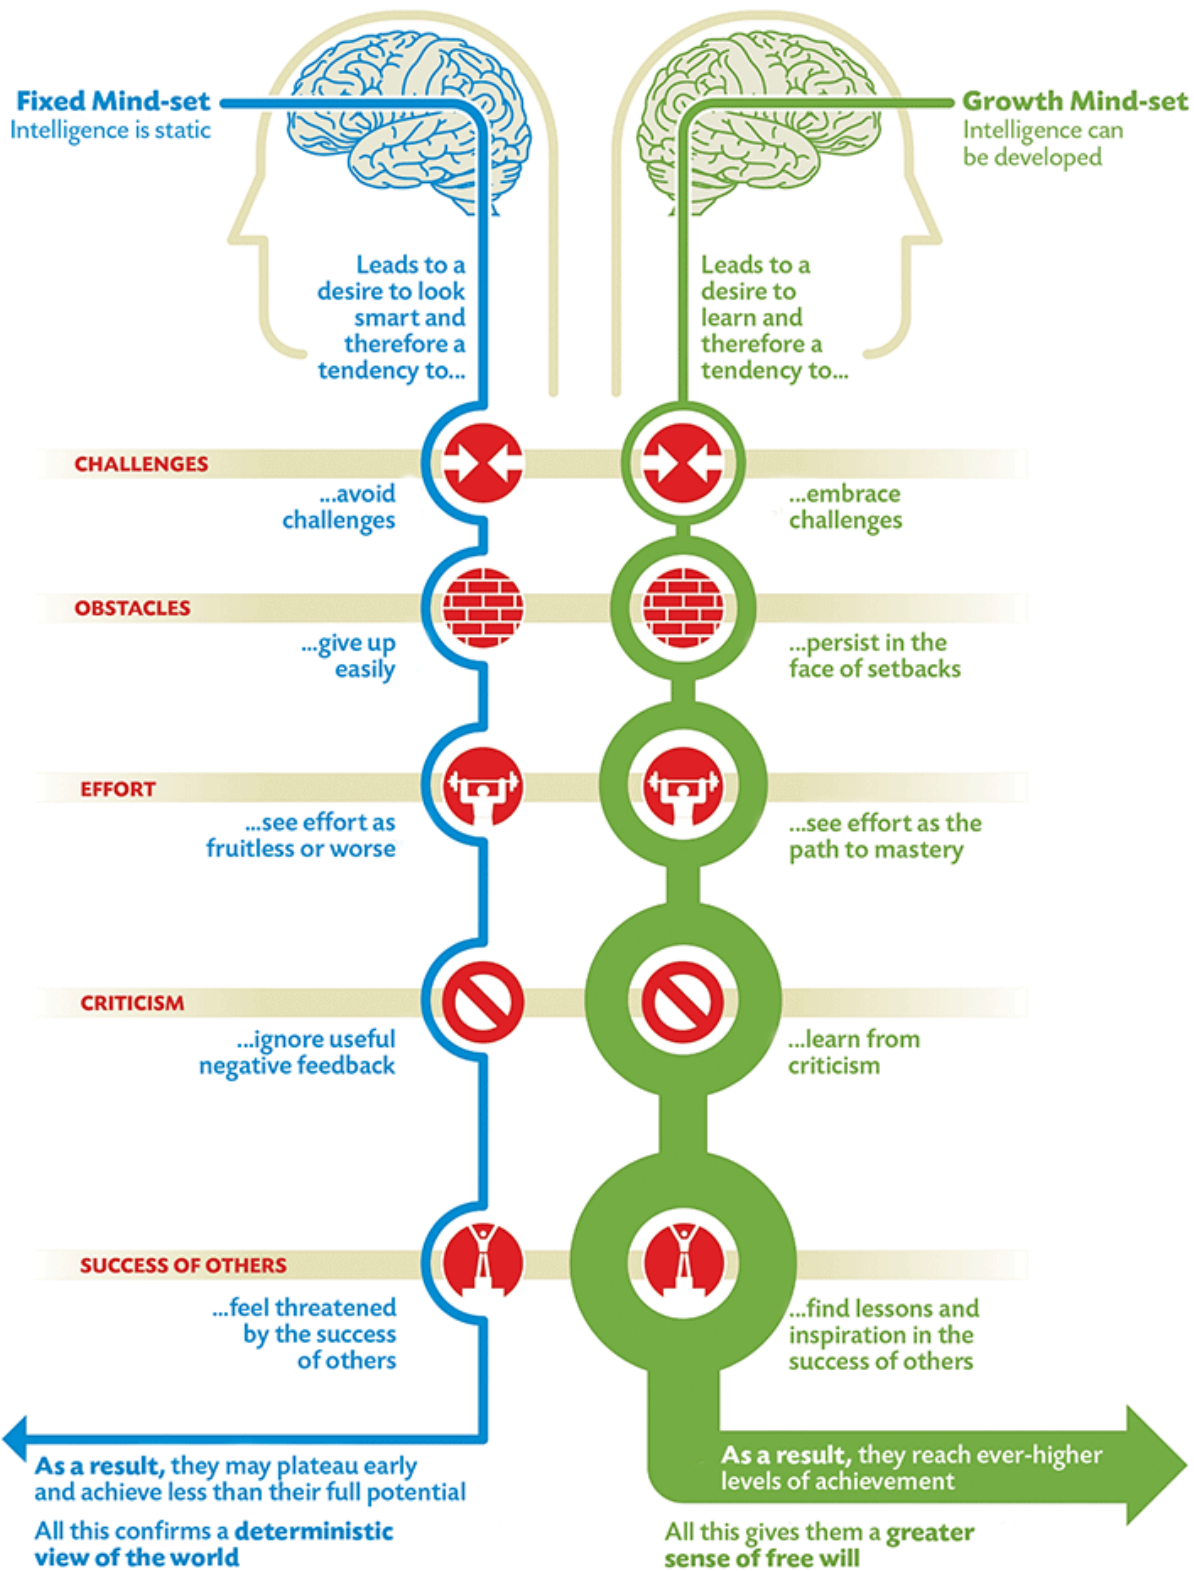 Fixed Mind-set
Intelligence is static
Growth Mind-set
Intelligence can
be developed
Leads to a
desire to look
smart and
therefore a
tendency to...
Leads to a
desire to
learn and
therefore a
tendency to...
CHALLENGES
...avoid
challenges
...embrace
challenges
OBSTACLES
...give up
easily
...persist in the
face of setbacks
EFFORT
...see effort as
fruitless or worse
...see effort as the
path to mastery
CRITICISM
...ignore useful
negative feedback
...learn from
criticism
SUCCESS OF OTHERS
...feel threatened
by the success
of others
...find lessons and
inspiration in the
success of others
As a result, they may plateau early
and achieve less than their full potential
All this confirms a deterministic
view of the world
As a result, they reach ever-higher
levels of achievement
All this gives them a greater
sense of free will